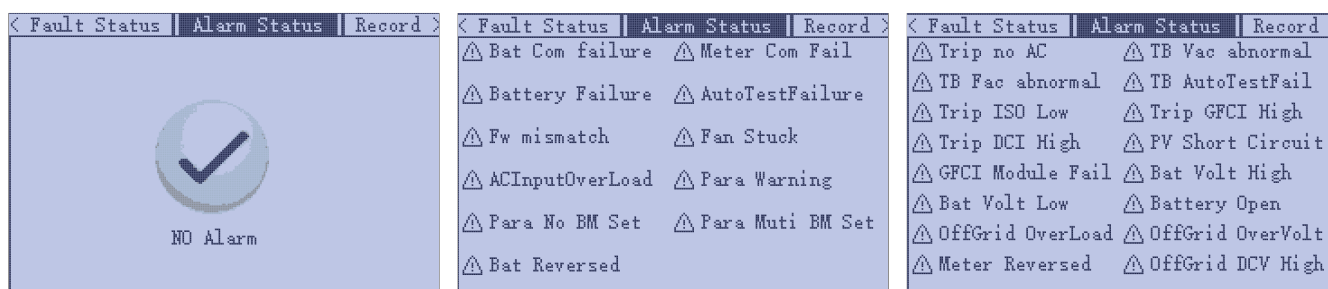 < Fault Status Alarm Status Record >
NO Alarm
< Fault Status Alarm Status Record >
Bat Com failure Meter Com Fail
Battery Failure AutoTestFailure
Fw mismatch Fan Stuck
ACInputOverLoad Para Warning
Para No BM Set Para Muti BM Set
Bat Reversed
< Fault Status Alarm Status Record
Trip no AC TB Vac abnormal
TB Fac abnormal TB AutoTestFail
Trip ISO Low Trip GFCI High
Trip DCI High PV Short Circuit
GFCI Module Fail Bat Volt High
Bat Volt Low Battery Open
OffGrid OverLoad OffGrid OverVolt
Meter Reversed OffGrid DCV High